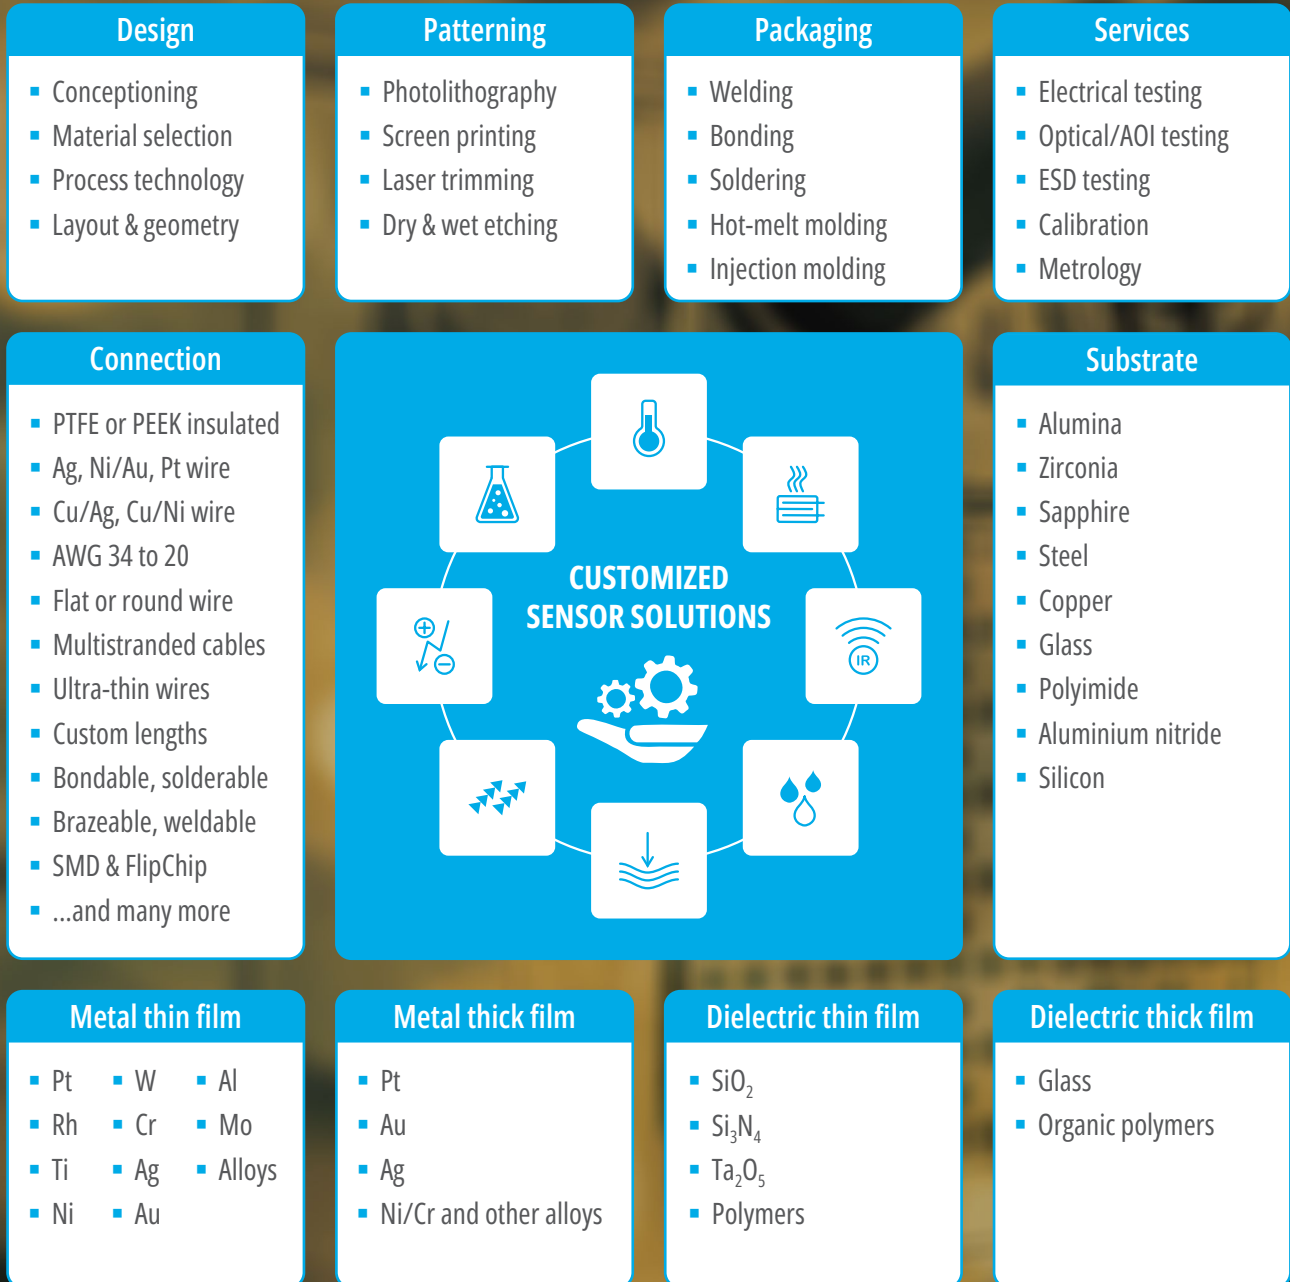 Design
▪ Conceptioning
▪ Material selection
▪ Process technology
▪ Layout & geometry
Patterning
▪ Photolithography
▪ Screen printing
▪ Laser trimming
▪ Dry & wet etching
Packaging
▪ Welding
▪ Bonding
▪ Soldering
▪ Hot-melt molding
▪ Injection molding
Services
▪ Electrical testing
▪ Optical/AOI testing
▪ ESD testing
▪ Calibration
▪ Metrology
Connection
▪ PTFE or PEEK insulated
▪ Ag, Ni/Au, Pt wire
▪ Cu/Ag, Cu/Ni wire
▪ AWG 34 to 20
▪ Flat or round wire
▪ Multistranded cables
▪ Ultra-thin wires
▪ Custom lengths
▪ Bondable, solderable
▪ Brazeable, weldable
▪ SMD & FlipChip
▪ ...and many more
CUSTOMIZED
SENSOR SOLUTIONS
IR
Substrate
▪ Alumina
▪ Zirconia
▪ Sapphire
▪ Steel
▪ Copper
▪ Glass
▪ Polyimide
▪ Aluminium nitride
▪ Silicon
Metal thin film
▪ Pt ▪ W ▪ Al
▪ Rh ▪ Cr ▪ Mo
▪ Ti ▪ Ag ▪ Alloys
▪ Ni ▪ Au
Metal thick film
▪ Pt
▪ Au
▪ Ag
▪ Ni/Cr and other alloys
Dielectric thin film
▪ SiO₂
▪ Si₃N₄
▪ Ta₂O₅
▪ Polymers
Dielectric thick film
▪ Glass
▪ Organic polymers